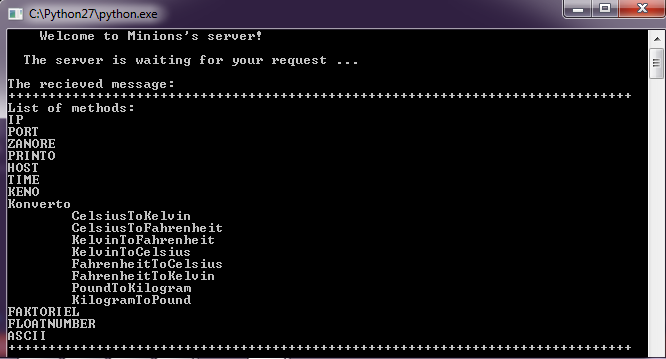 C:\Python27\python.exe
Welcome to Minions's server!
The server is waiting for your request ...
The recieved message:
++++++++++++++++++++++++++++++++++++++++++++++++++++++++++++++++++++++++++++++
List of methods:
IP
PORT
ZANORE
PRINTO
HOST
TIME
KENO
Konverto
CelsiusToKelvin
CelsiusToFahrenheit
KelvinToFahrenheit
KelvinToCelsius
FahrenheitToCelsius
FahrenheitToKelvin
PoundToKilogram
KilogramToPound
FAKTORIEL
FLOATNUMBER
ASCII
++++++++++++++++++++++++++++++++++++++++++++++++++++++++++++++++++++++++++++++